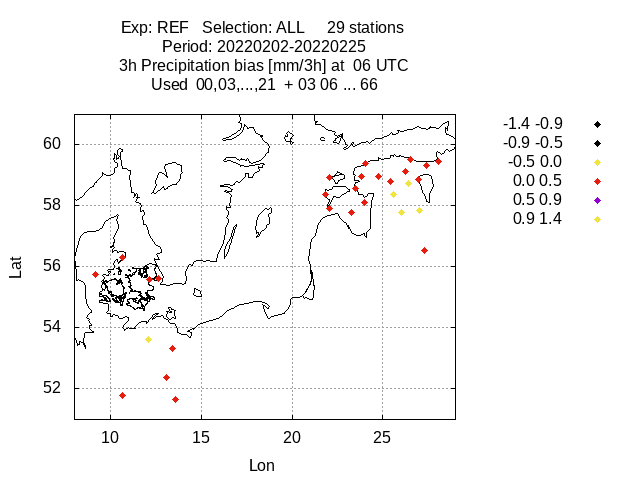 Exp: REF   Selection: ALL     29 stations
Period: 20220202-20220225
3h Precipitation bias [mm/3h] at  06 UTC
Used  00,03,...,21  + 03 06 ... 66
-1.4 -0.9
-0.9 -0.5
-0.5 0.0
0.0 0.5
0.5 0.9
0.9 1.4
60
58
56
54
52
Lat
10 15 20 25
Lon